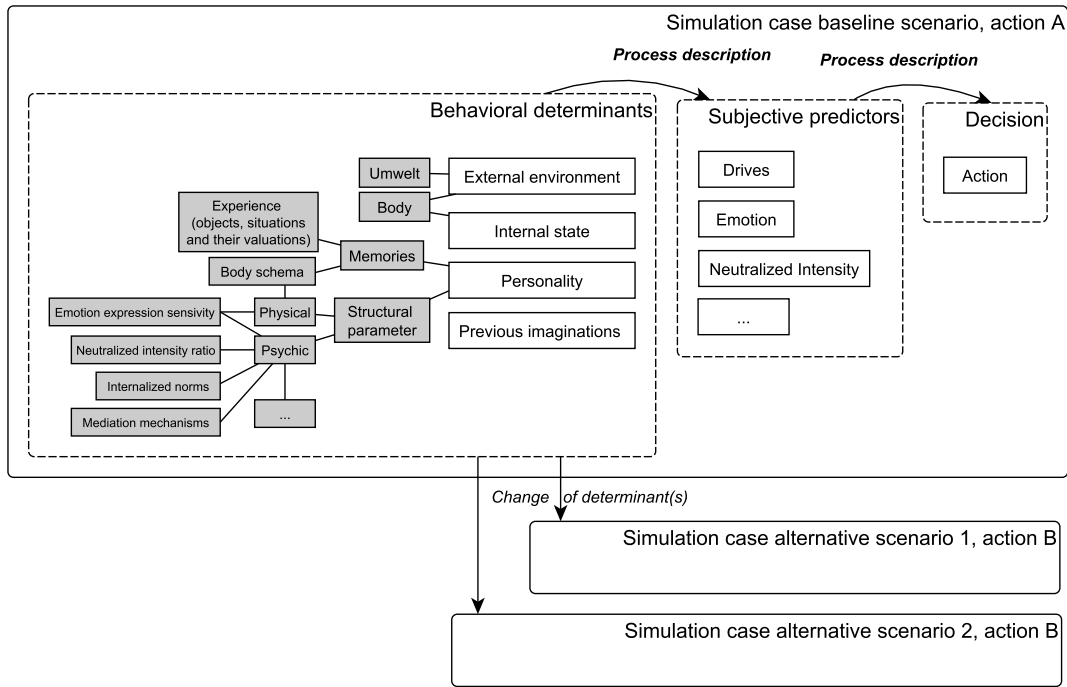 Simulation case baseline scenario, action A
Process description
Process description
Behavioral determinants
Subjective predictors
Decision
Umwelt
External environment
Body
Internal state
Experience
(objects, situations
and their valuations)
Memories
Body schema
Personality
Emotion expression sensivity
Physical
Structural
parameter
Previous imaginations
Neutralized intensity ratio
Psychic
Internalized norms
Mediation mechanisms
...
Drives
Emotion
Neutralized Intensity
...
Action
Change of determinant(s)
Simulation case alternative scenario 1, action B
Simulation case alternative scenario 2, action B